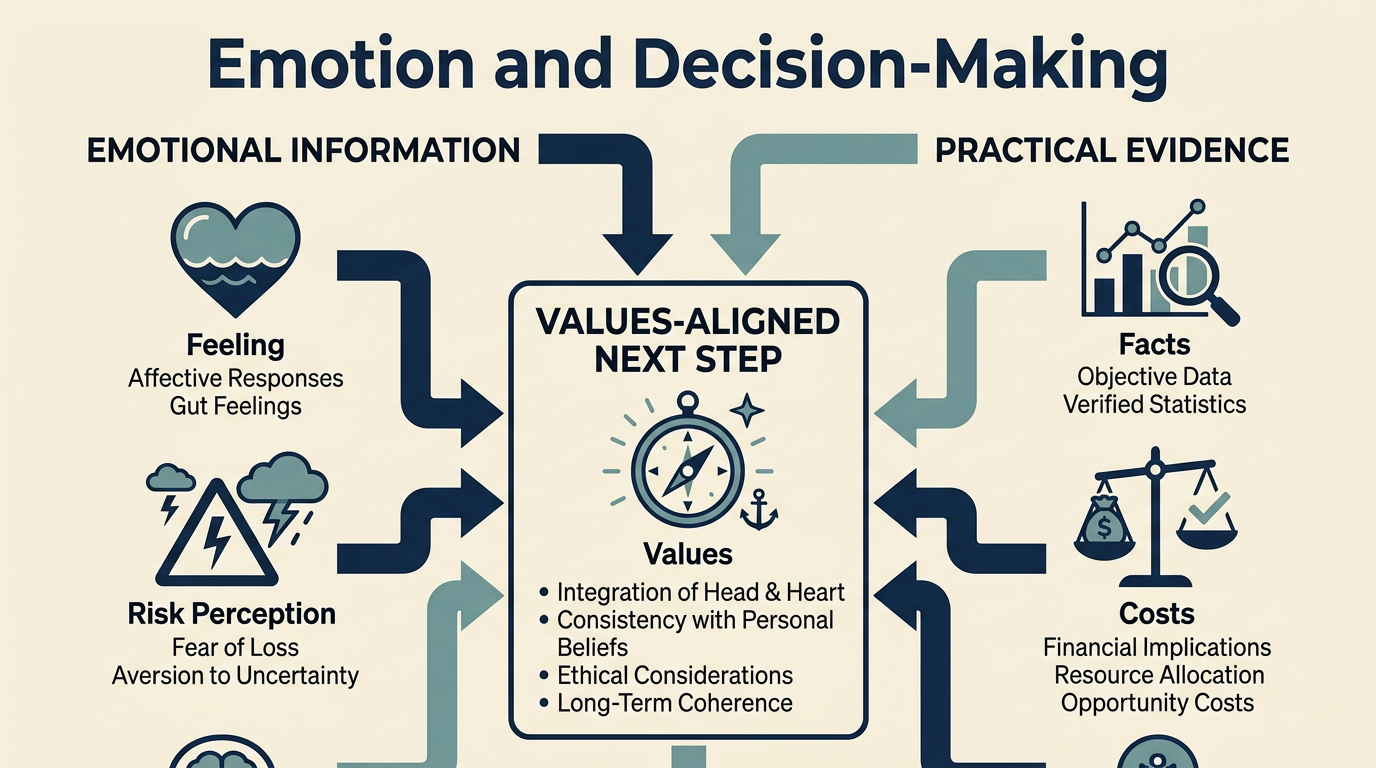 Emotion and Decision-Making
EMOTIONAL INFORMATION
PRACTICAL EVIDENCE
Feeling
Affective Responses
Gut Feelings
Risk Perception
Fear of Loss
Aversion to Uncertainty
VALUES-ALIGNED
NEXT STEP
Values
• Integration of Head & Heart
• Consistency with Personal
Beliefs
• Ethical Considerations
• Long-Term Coherence
Facts
Objective Data
Verified Statistics
$
Costs
Financial Implications
Resource Allocation
Opportunity Costs